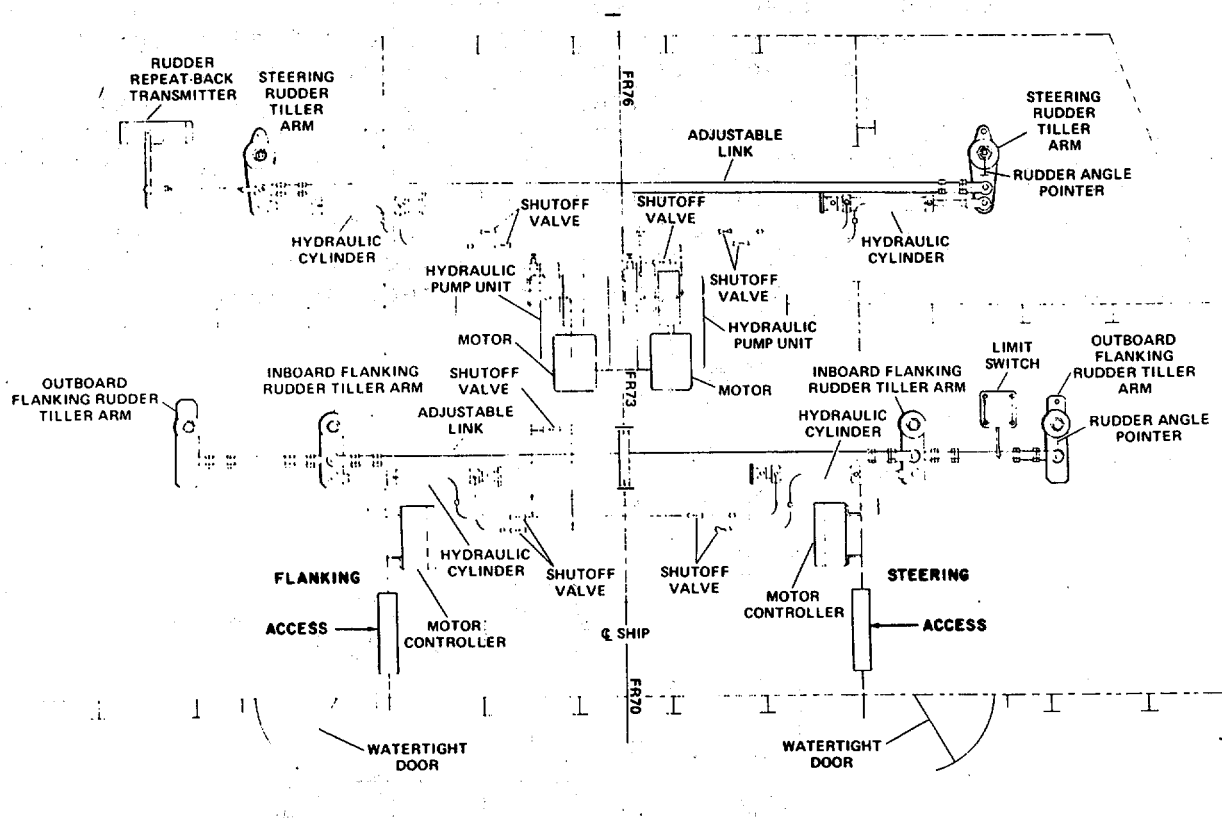 RUDDER
REPEAT-BACK
TRANSMITTER
STEERING
RUDDER
TILLER
ARM
FR76
ADJUSTABLE
LINK
STEERING
RUDDER
TILLER
ARM
RUDDER ANGLE
POINTER
HYDRAULIC
CYLINDER
SHUTOFF
VALVE
SHUTOFF
VALVE
SHUTOFF
VALVE
HYDRAULIC
CYLINDER
HYDRAULIC
PUMP UNIT
HYDRAULIC
PUMP UNIT
MOTOR
MOTOR
FR73
OUTBOARD
FLANKING RUDDER
TILLER ARM
INBOARD FLANKING
RUDDER TILLER ARM
SHUTOFF
VALVE
ADJUSTABLE
LINK
INBOARD FLANKING
RUDDER TILLER ARM
HYDRAULIC
CYLINDER
LIMIT
SWITCH
OUTBOARD
FLANKING
RUDDER TILLER
ARM
RUDDER ANGLE
POINTER
FLANKING
HYDRAULIC
CYLINDER
SHUTOFF
VALVE
SHUTOFF
VALVE
STEERING
MOTOR
CONTROLLER
MOTOR
CONTROLLER
ACCESS
ACCESS
℄ SHIP
FR70
WATERTIGHT
DOOR
WATERTIGHT
DOOR